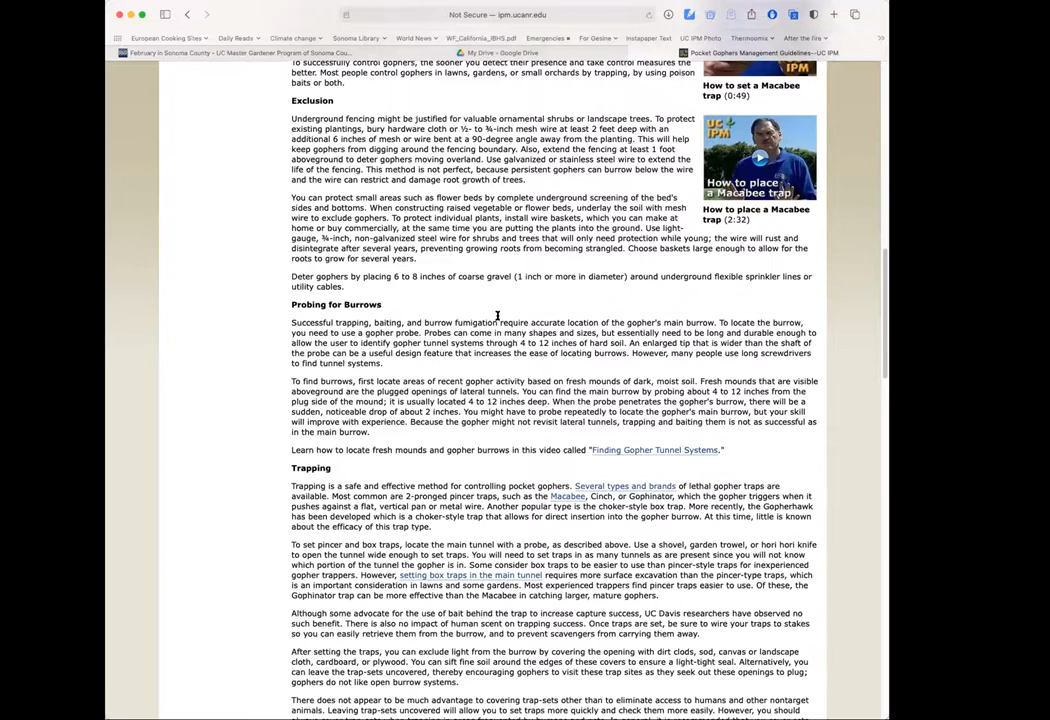 Not Secure — ipm.ucanr.edu
European Cooking Sites
Daily Reads
Climate change
Sonoma Library
World News
WF_California_IBHS.pdf
Emergencies
For Gesine
Instapaper Text
UC IPM Photo
Thermoomix
After the fire
February in Sonoma County - UC Master Gardener Program of Sonoma Cou...
My Drive - Google Drive
Pocket Gophers Management Guidelines--UC IPM
To successfully control gophers, the sooner you detect their presence and take control measures the
better. Most people control gophers in lawns, gardens, or small orchards by trapping, by using poison
baits or both.
IPM
How to set a Macabee
trap (0:49)
Exclusion
Underground fencing might be justified for valuable ornamental shrubs or landscape trees. To protect
existing plantings, bury hardware cloth or ½- to ¾-inch mesh wire at least 2 feet deep with an
additional 6 inches of mesh or wire bent at a 90-degree angle away from the planting. This will help
keep gophers from digging around the fencing boundary. Also, extend the fencing at least 1 foot
aboveground to deter gophers moving overland. Use galvanized or stainless steel wire to extend the
life of the fencing. This method is not perfect, because persistent gophers can burrow below the wire
and the wire can restrict and damage root growth of trees.
UC
IPM
How to place
a Macabee trap
How to place a Macabee
trap (2:32)
You can protect small areas such as flower beds by complete underground screening of the bed's
sides and bottoms. When constructing raised vegetable or flower beds, underlay the soil with mesh
wire to exclude gophers. To protect individual plants, install wire baskets, which you can make at
home or buy commercially, at the same time you are putting the plants into the ground. Use light-
gauge, ¾-inch, non-galvanized steel wire for shrubs and trees that will only need protection while young; the wire will rust and
disintegrate after several years, preventing growing roots from becoming strangled. Choose baskets large enough to allow for the
roots to grow for several years.
Deter gophers by placing 6 to 8 inches of coarse gravel (1 inch or more in diameter) around underground flexible sprinkler lines or
utility cables.
Probing for Burrows
Successful trapping, baiting, and burrow fumigation require accurate location of the gopher's main burrow. To locate the burrow,
you need to use a gopher probe. Probes can come in many shapes and sizes, but essentially need to be long and durable enough to
allow the user to identify gopher tunnel systems through 4 to 12 inches of hard soil. An enlarged tip that is wider than the shaft of
the probe can be a useful design feature that increases the ease of locating burrows. However, many people use long screwdrivers
to find tunnel systems.
To find burrows, first locate areas of recent gopher activity based on fresh mounds of dark, moist soil. Fresh mounds that are visible
aboveground are the plugged openings of lateral tunnels. You can find the main burrow by probing about 4 to 12 inches from the
plug side of the mound; it is usually located 4 to 12 inches deep. When the probe penetrates the gopher's burrow, there will be a
sudden, noticeable drop of about 2 inches. You might have to probe repeatedly to locate the gopher's main burrow, but your skill
will improve with experience. Because the gopher might not revisit lateral tunnels, trapping and baiting them is not as successful as
in the main burrow.
Learn how to locate fresh mounds and gopher burrows in this video called "Finding Gopher Tunnel Systems."
Trapping
Trapping is a safe and effective method for controlling pocket gophers. Several types and brands of lethal gopher traps are
available. Most common are 2-pronged pincer traps, such as the Macabee, Cinch, or Gophinator, which the gopher triggers when it
pushes against a flat, vertical pan or metal wire. Another popular type is the choker-style box trap. More recently, the Gopherhawk
has been developed which is a choker-style trap that allows for direct insertion into the gopher burrow. At this time, little is known
about the efficacy of this trap type.
To set pincer and box traps, locate the main tunnel with a probe, as described above. Use a shovel, garden trowel, or hori hori knife
to open the tunnel wide enough to set traps. You will need to set traps in as many tunnels as are present since you will not know
which portion of the tunnel the gopher is in. Some consider box traps to be easier to use than pincer-style traps for inexperienced
gopher trappers. However, setting box traps in the main tunnel requires more surface excavation than the pincer-type traps, which
is an important consideration in lawns and some gardens. Most experienced trappers find pincer traps easier to use. Of these, the
Gophinator trap can be more effective than the Macabee in catching larger, mature gophers.
Although some advocate for the use of bait behind the trap to increase capture success, UC Davis researchers have observed no
such benefit. There is also no impact of human scent on trapping success. Once traps are set, be sure to wire your traps to stakes
so you can easily retrieve them from the burrow, and to prevent scavengers from carrying them away.
After setting the traps, you can exclude light from the burrow by covering the opening with dirt clods, sod, canvas or landscape
cloth, cardboard, or plywood. You can sift fine soil around the edges of these covers to ensure a light-tight seal. Alternatively, you
can leave the trap-sets uncovered, thereby encouraging gophers to visit these trap sites as they seek out these openings to plug;
gophers do not like open burrow systems.
There does not appear to be much advantage to covering trap-sets other than to eliminate access to humans and other nontarget
animals. Leaving trap-sets uncovered will allow you to set traps more quickly and check them more easily. However, you should